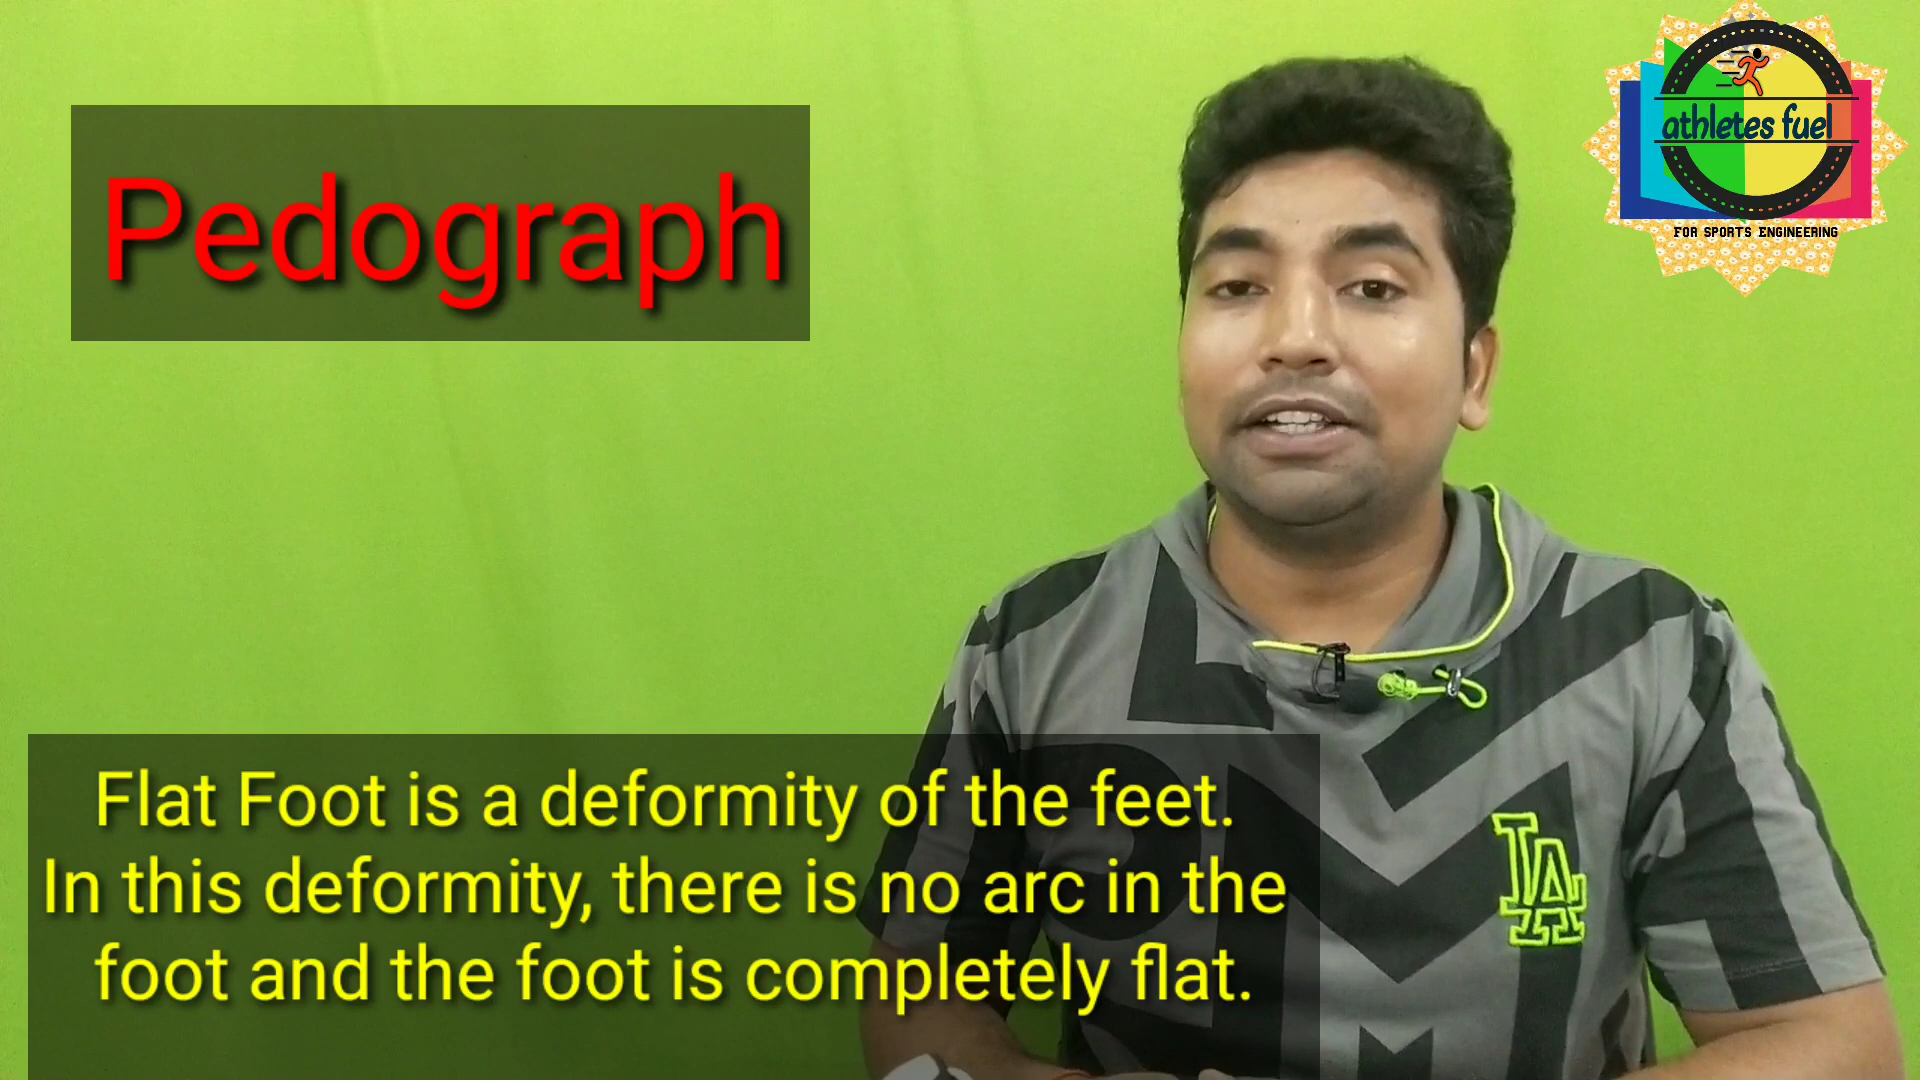 athletes fuel
FOR SPORTS ENGINEERING
Pedograph
LA
Flat Foot is a deformity of the feet.
In this deformity, there is no arc in the
foot and the foot is completely flat.